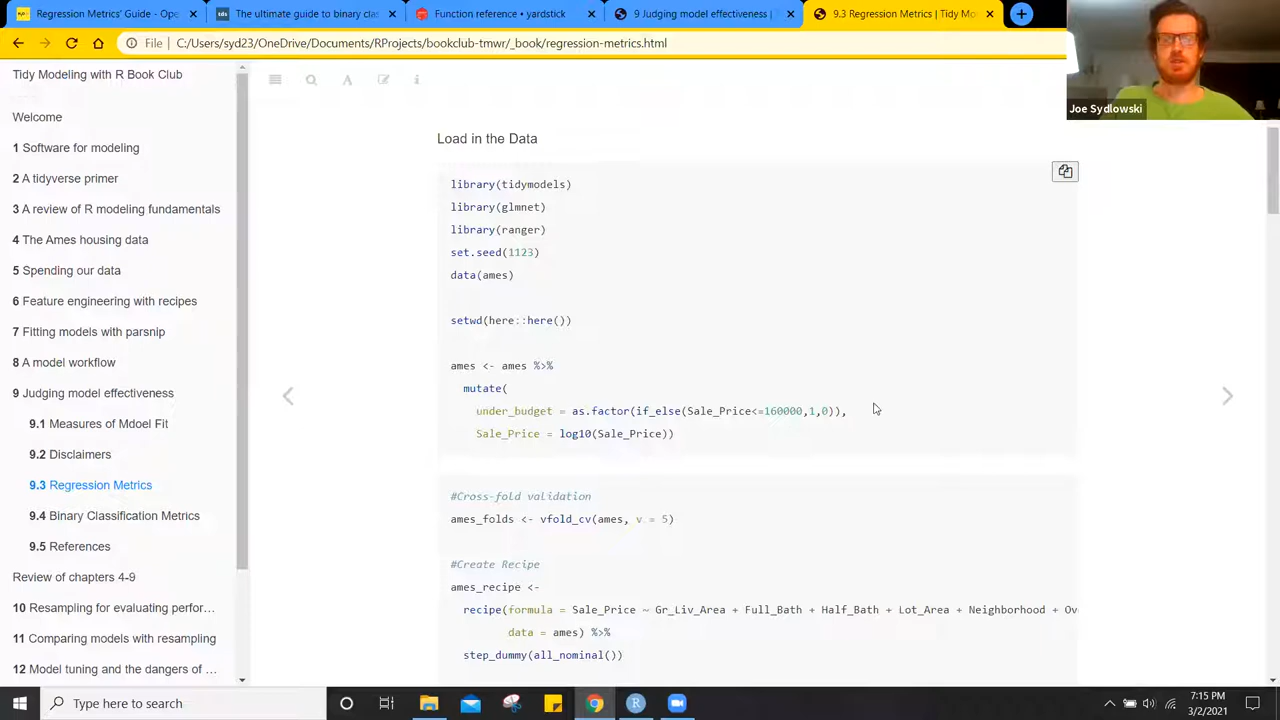 Regression Metrics' Guide - Ope
The ultimate guide to binary clas
Function reference • yardstick
9 Judging model effectiveness |
9.3 Regression Metrics | Tidy Mo
File | C:/Users/syd23/OneDrive/Documents/RProjects/bookclub-tmwr/_book/regression-metrics.html
Joe Sydlowski
Tidy Modeling with R Book Club
Welcome
1 Software for modeling
2 A tidyverse primer
3 A review of R modeling fundamentals
4 The Ames housing data
5 Spending our data
6 Feature engineering with recipes
7 Fitting models with parsnip
8 A model workflow
9 Judging model effectiveness
9.1 Measures of Mdoel Fit
9.2 Disclaimers
9.3 Regression Metrics
9.4 Binary Classification Metrics
9.5 References
Review of chapters 4-9
10 Resampling for evaluating perfor…
11 Comparing models with resampling
12 Model tuning and the dangers of …
Load in the Data
library(tidymodels)
library(glmnet)
library(ranger)
set.seed(1123)
data(ames)
setwd(here::here())
ames <- ames %>%
mutate(
under_budget = as.factor(if_else(Sale_Price<=160000,1,0)),
Sale_Price = log10(Sale_Price))
#Cross-fold validation
ames_folds <- vfold_cv(ames, v = 5)
#Create Recipe
ames_recipe <-
recipe(formula = Sale_Price ~ Gr_Liv_Area + Full_Bath + Half_Bath + Lot_Area + Neighborhood + Ov
data = ames) %>%
step_dummy(all_nominal())
Type here to search
7:15 PM
3/2/2021